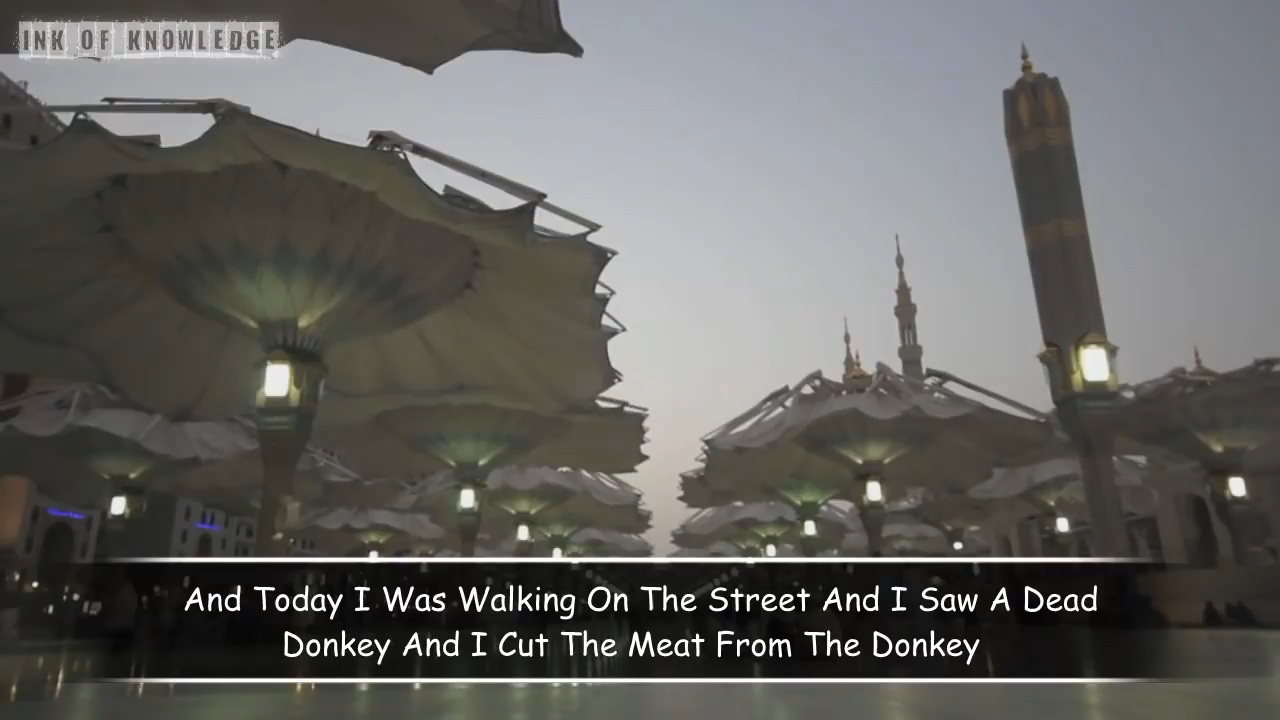 INK OF KNOWLEDGE
And Today I Was Walking On The Street And I Saw A Dead
Donkey And I Cut The Meat From The Donkey